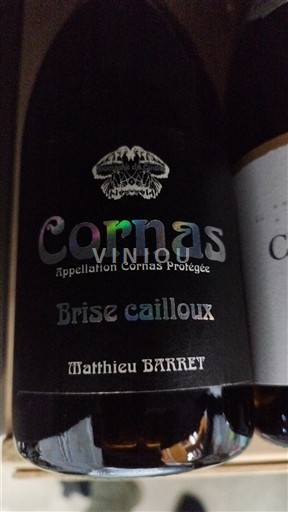 Cornas
VINIOU
Appellation Cornas Protégée
Brise cailloux
Matthieu BARRET
C